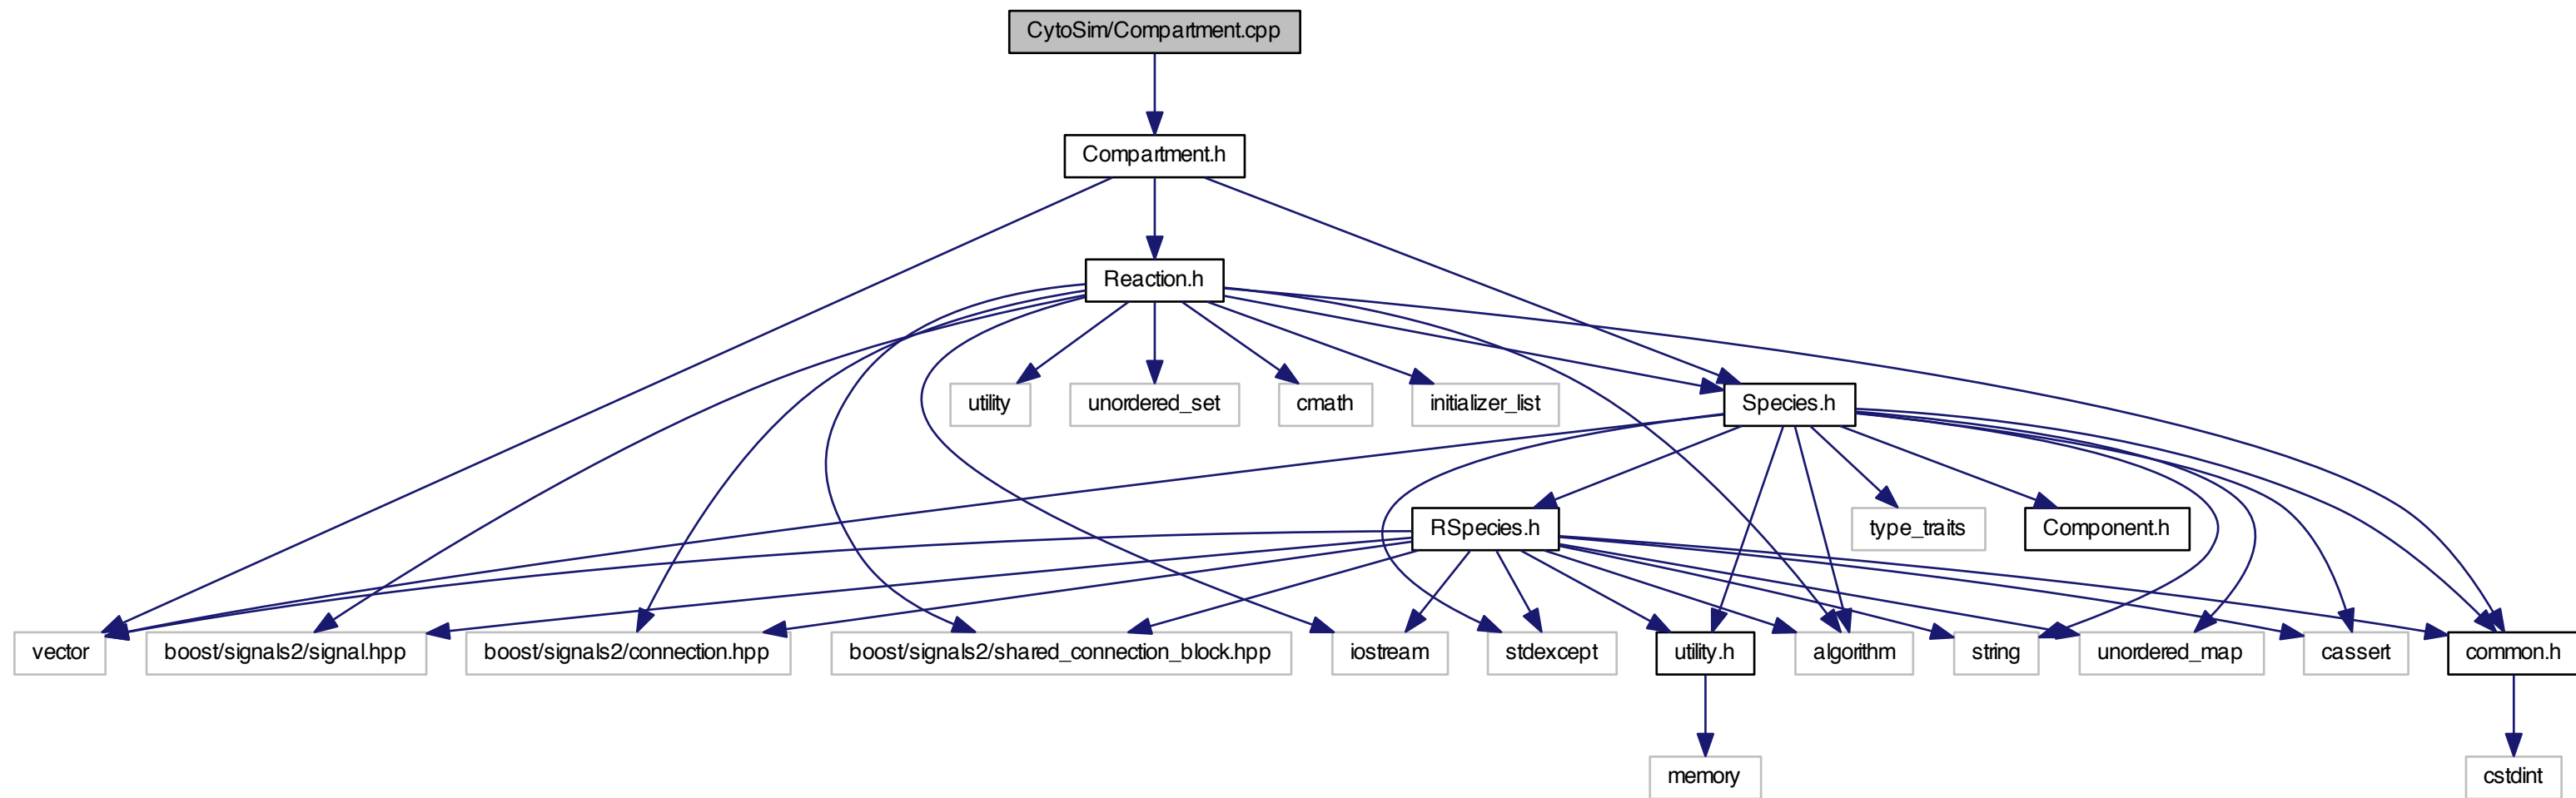 CytoSim/Compartment.cpp
Compartment.h
Reaction.h
utility
unordered_set
cmath
initializer_list
Species.h
RSpecies.h
type_traits
Component.h
vector
boost/signals2/signal.hpp
boost/signals2/connection.hpp
boost/signals2/shared_connection_block.hpp
iostream
stdexcept
utility.h
algorithm
string
unordered_map
cassert
common.h
memory
cstdint